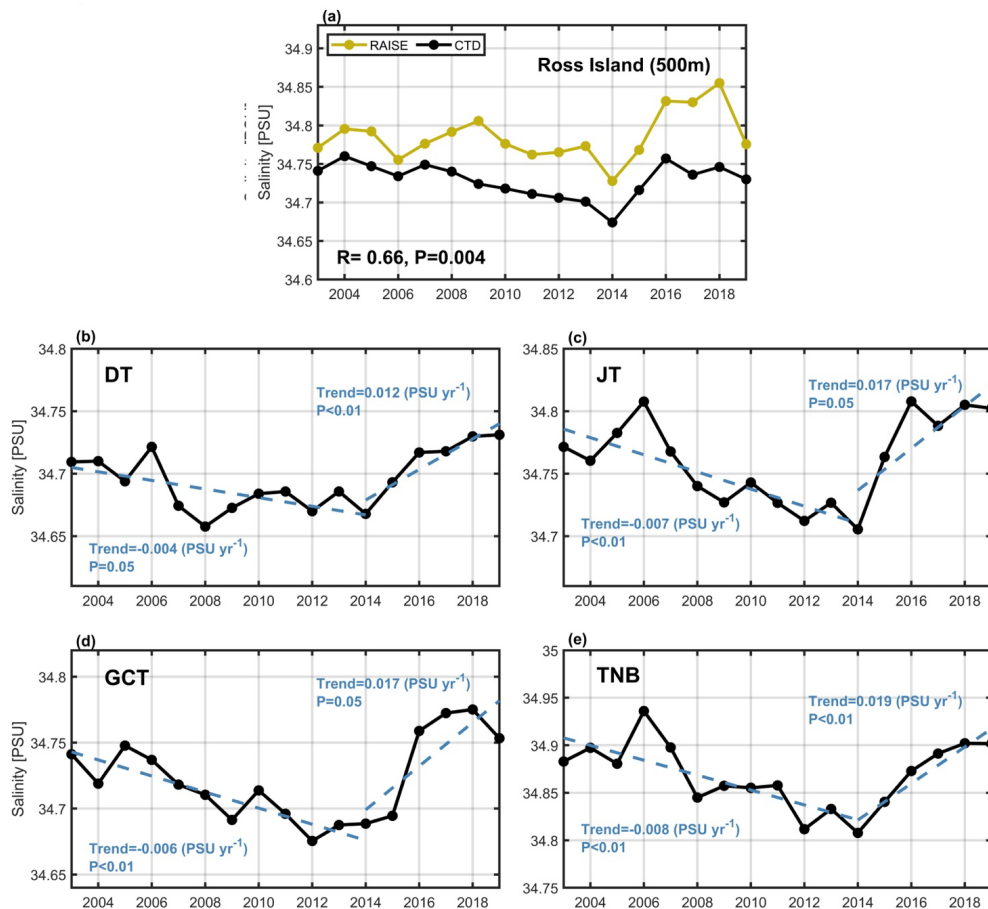 (a)
34.9
34.85
34.8
34.75
34.7
34.65
34.6
Salinity [PSU]
RAISE CTD
Ross Island (500m)
R= 0.66, P=0.004
2004 2006 2008 2010 2012 2014 2016 2018
(b)
34.8
34.75
34.7
34.65
Salinity [PSU]
DT
Trend=0.012 (PSU yr⁻¹)
P<0.01
Trend=-0.004 (PSU yr⁻¹)
P=0.05
2004 2006 2008 2010 2012 2014 2016 2018
(c)
34.85
34.8
34.75
34.7
JT
Trend=0.017 (PSU yr⁻¹)
P=0.05
Trend=-0.007 (PSU yr⁻¹)
P<0.01
2004 2006 2008 2010 2012 2014 2016 2018
(d)
34.8
34.75
34.7
34.65
Salinity [PSU]
GCT
Trend=0.017 (PSU yr⁻¹)
P=0.05
Trend=-0.006 (PSU yr⁻¹)
P<0.01
2004 2006 2008 2010 2012 2014 2016 2018
(e)
35
34.95
34.9
34.85
34.8
34.75
TNB
Trend=0.019 (PSU yr⁻¹)
P<0.01
Trend=-0.008 (PSU yr⁻¹)
P<0.01
2004 2006 2008 2010 2012 2014 2016 2018